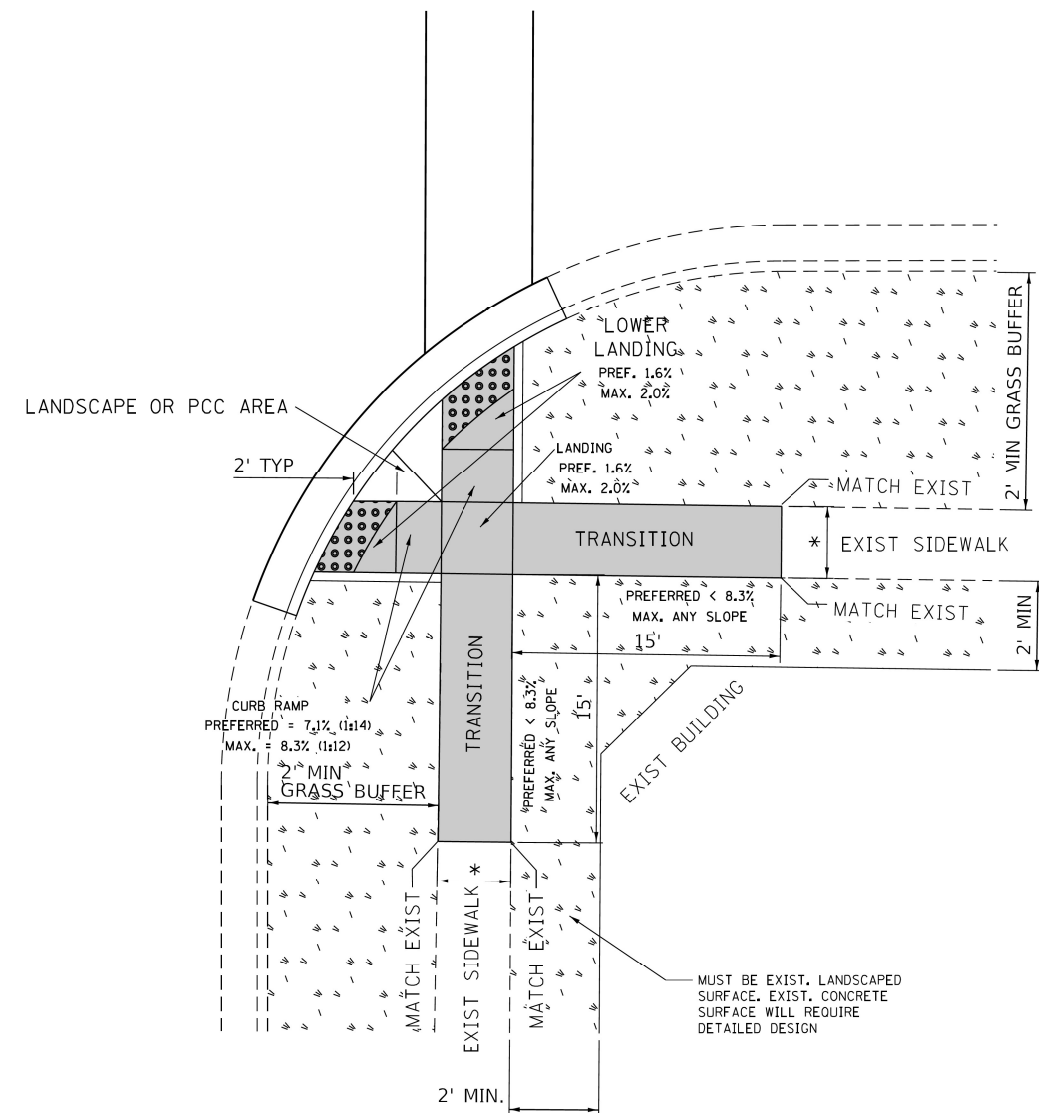 LOWER
LANDING
PREF. 1.6%
MAX. 2.0%
2' MIN GRASS BUFFER
LANDSCAPE OR PCC AREA
2' TYP
LANDING
PREF. 1.6%
MAX. 2.0%
MATCH EXIST
TRANSITION
* EXIST SIDEWALK
PREFERRED < 8.3%
MAX. ANY SLOPE
MATCH EXIST
15'
2' MIN
TRANSITION
PREFERRED < 8.3%
MAX. ANY SLOPE
15'
EXIST BUILDING
CURB RAMP
PREFERRED = 7.1% (1:14)
MAX. = 8.3% (1:12)
2' MIN
GRASS BUFFER
MATCH EXIST
EXIST SIDEWALK *
MATCH EXIST
MUST BE EXIST. LANDSCAPED
SURFACE. EXIST. CONCRETE
SURFACE WILL REQUIRE
DETAILED DESIGN
2' MIN.